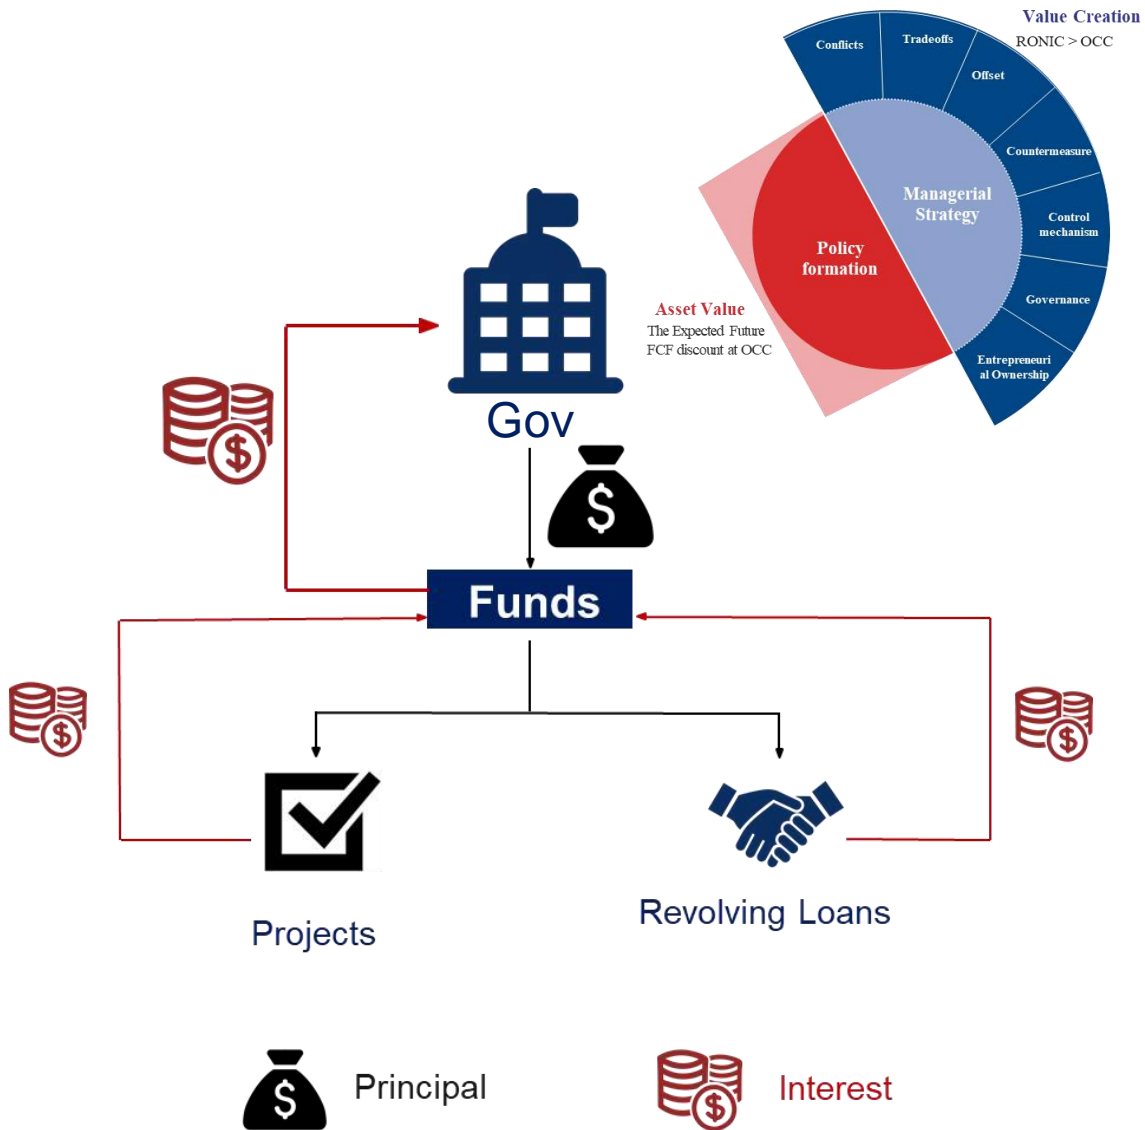 Value Creation
RONIC > OCC
Conflicts
Tradeoffs
Offset
Countermeasure
Control
mechanism
Governance
Entrepreneuri
al Ownership
Managerial
Strategy
Policy
formation
Asset Value
The Expected Future
FCF discount at OCC
Gov
$
$
Funds
$
$
Projects
Revolving Loans
$
Principal
$
Interest